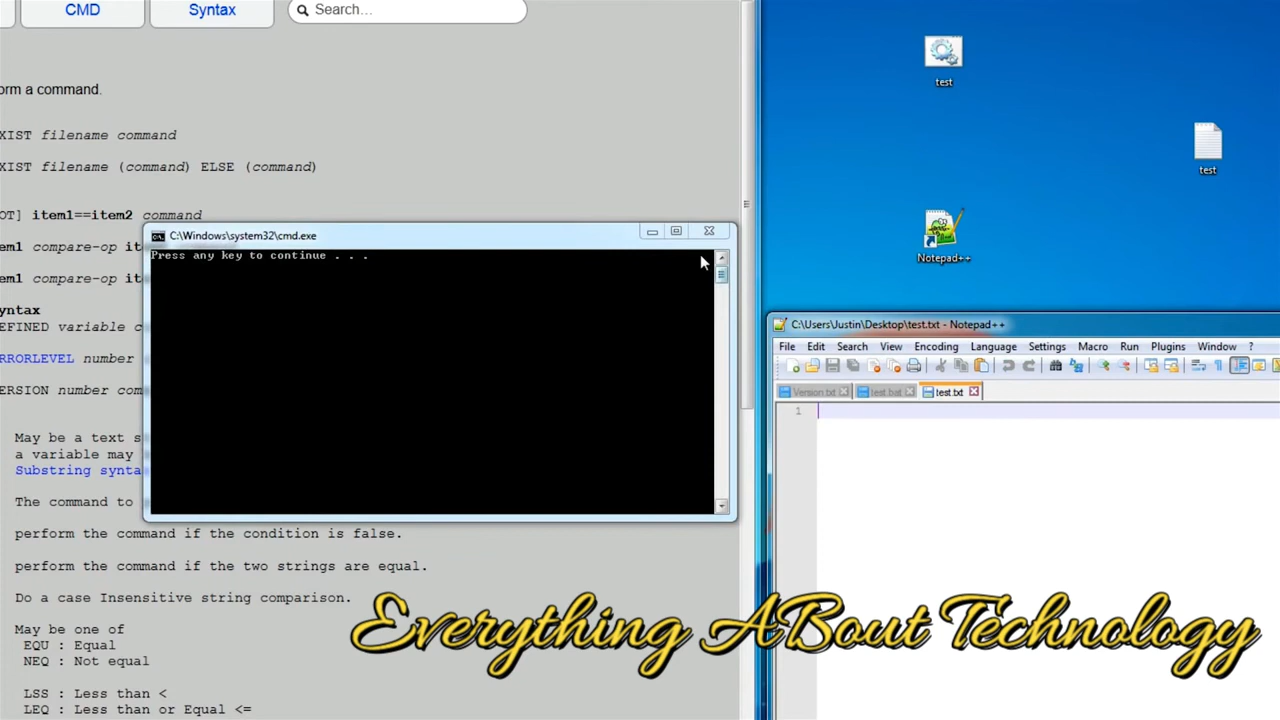 CMD
Syntax
Search...
orm a command.
XIST filename command
XIST filename (command) ELSE (command)
OT] item1==item2 command
em1 compare-op it
em1 compare-op it
yntax
EFINED variable c
RRORLEVEL number
ERSION number com
May be a text s
a variable may
Substring synta
The command to
perform the command if the condition is false.
perform the command if the two strings are equal.
Do a case Insensitive string comparison.
May be one of
EQU : Equal
NEQ : Not equal
LSS : Less than <
LEQ : Less than or Equal <=
C:\Windows\system32\cmd.exe
Press any key to continue . . .
test
test
Notepad++
C:\Users\Justin\Desktop\test.txt - Notepad++
File Edit Search View Encoding Language Settings Macro Run Plugins Window ?
Version.txt test.bat test.txt
1
Everything ABout Technology